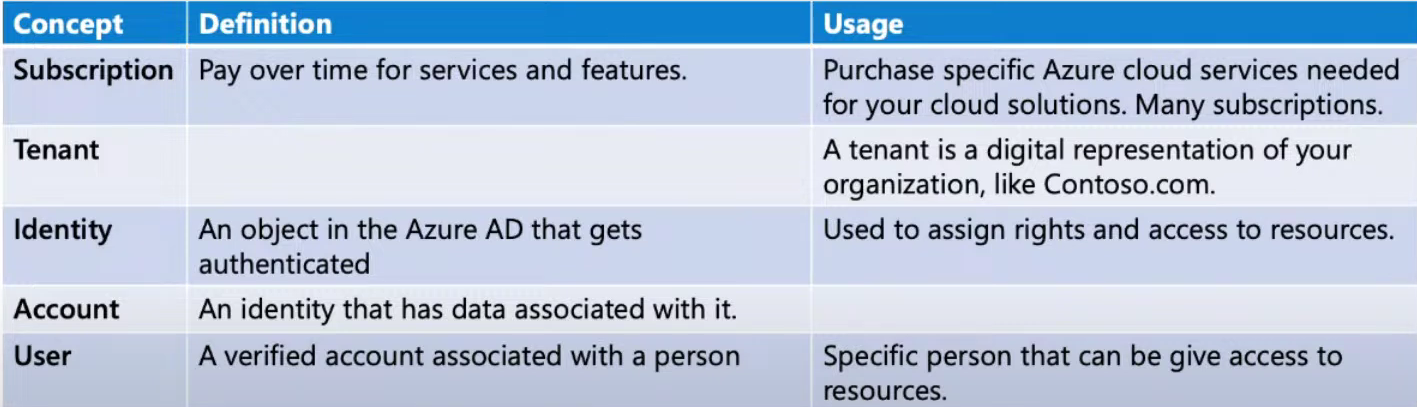 Concept Definition Usage
Subscription Pay over time for services and features. Purchase specific Azure cloud services needed
for your cloud solutions. Many subscriptions.
Tenant A tenant is a digital representation of your
organization, like Contoso.com.
Identity An object in the Azure AD that gets Used to assign rights and access to resources.
authenticated
Account An identity that has data associated with it.
User A verified account associated with a person Specific person that can be give access to
resources.